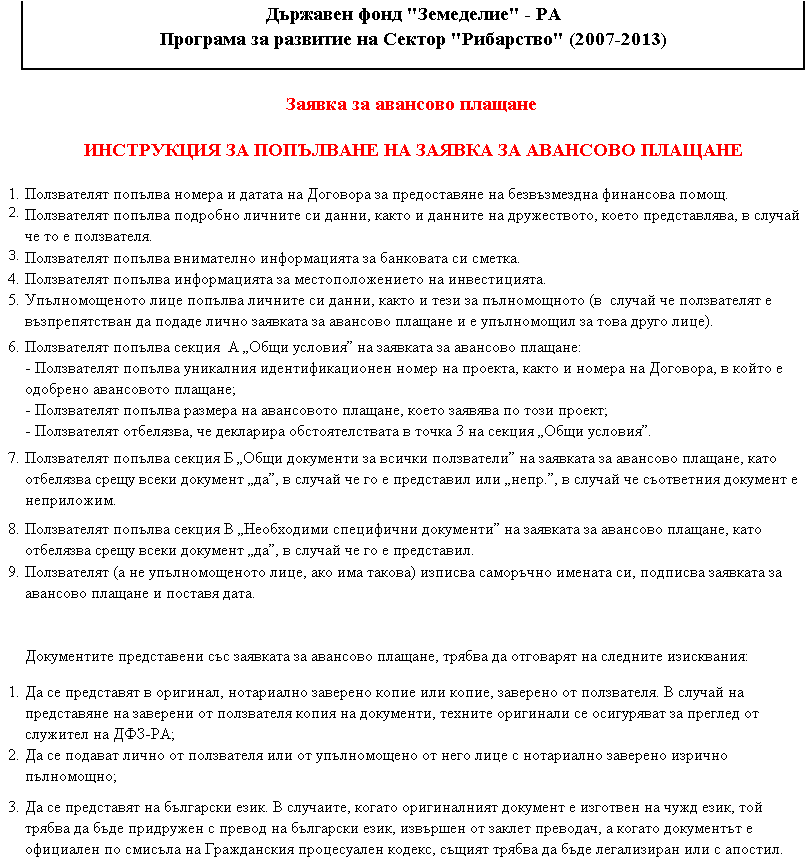 Държавен фонд "Земеделие" - РА
Програма за развитие на Сектор "Рибарство" (2007-2013)
Заявка за авансово плащане
ИНСТРУКЦИЯ ЗА ПОПЪЛВАНЕ НА ЗАЯВКА ЗА АВАНСОВО ПЛАЩАНЕ
1. Ползвателят попълва номера и датата на Договора за предоставяне на безвъзмездна финансова помощ.
2. Ползвателят попълва подробно личните си данни, както и данните на дружеството, което представлява, в случай
че то е ползвателя.
3. Ползвателят попълва внимателно информацията за банковата си сметка.
4. Ползвателят попълва информацията за местоположението на инвестицията.
5. Упълномощеното лице попълва личните си данни, както и тези за пълномощното (в случай че ползвателят е
възпрепятстван да подаде лично заявката за авансово плащане и е упълномощил за това друго лице).
6. Ползвателят попълва секция А „Общи условия” на заявката за авансово плащане:
- Ползвателят попълва уникалния идентификационен номер на проекта, както и номера на Договора, в който е
одобрено авансовото плащане;
- Ползвателят попълва размера на авансовото плащане, което заявява по този проект;
- Ползвателят отбелязва, че декларира обстоятелствата в точка 3 на секция „Общи условия”.
7. Ползвателят попълва секция Б „Общи документи за всички ползватели” на заявката за авансово плащане, като
отбелязва срещу всеки документ „да”, в случай че го е представил или „непр.”, в случай че съответния документ е
неприложим.
8. Ползвателят попълва секция В „Необходими специфични документи” на заявката за авансово плащане, като
отбелязва срещу всеки документ „да”, в случай че го е представил.
9. Ползвателят (а не упълномощеното лице, ако има такова) изписва саморъчно имената си, подписва заявката за
авансово плащане и поставя дата.
Документите представени със заявката за авансово плащане, трябва да отговарят на следните изисквания:
1. Да се представят в оригинал, нотариално заверено копие или копие, заверено от ползвателя. В случай на
представяне на заверени от ползвателя копия на документи, техните оригинали се осигуряват за преглед от
служител на ДФЗ-РА;
2. Да се подават лично от ползвателя или от упълномощено от него лице с нотариално заверено изрично
пълномощно;
3. Да се представят на български език. В случаите, когато оригиналният документ е изготвен на чужд език, той
трябва да бъде придружен с превод на български език, извършен от заклет преводач, а когато документът е
официален по смисъла на Гражданския процесуален кодекс, същият трябва да бъде легализиран или с апостил.